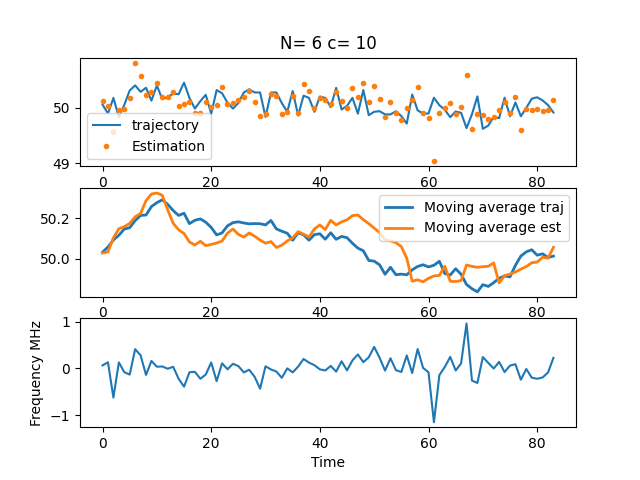 N= 6 c= 10
50
49
trajectory
Estimation
0 20 40 60 80
50.2
50.0
Moving average traj
Moving average est
0 20 40 60 80
Frequency MHz
1
0
−1
0 20 40 60 80
Time